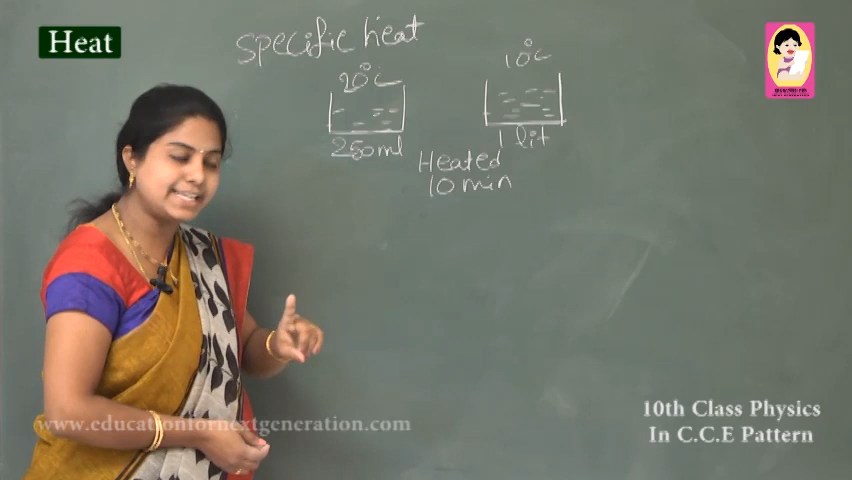 Heat
specific heat
20°C
10°C
250ml
1 lit
Heated
10 min
10th Class Physics
In C.C.E Pattern
www.educationfornextgeneration.com